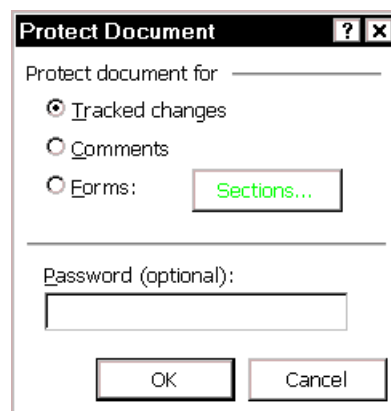 Protect Document ? ×
Protect document for
Tracked changes
Comments
Forms: Sections...
Password (optional):
OK Cancel